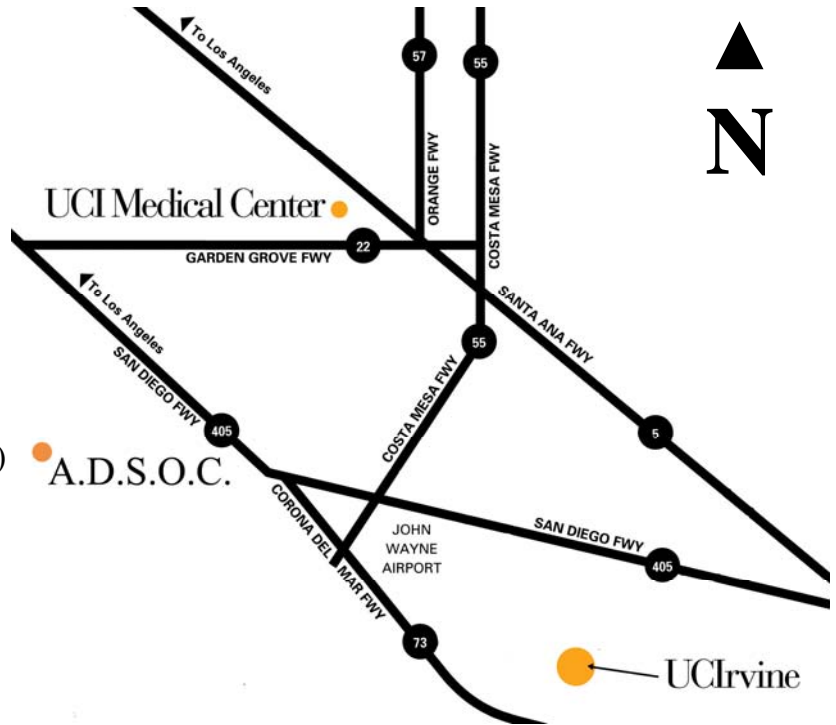 To Los Angeles
57
55
N
ORANGE FWY
COSTA MESA FWY
UCI Medical Center
22
GARDEN GROVE FWY
To Los Angeles
SANTA ANA FWY
SAN DIEGO FWY
55
COSTA MESA FWY
405
5
)
A.D.S.O.C.
CORONA DEL
MAR FWY
JOHN
WAYNE
AIRPORT
SAN DIEGO FWY
405
73
UCIrvine